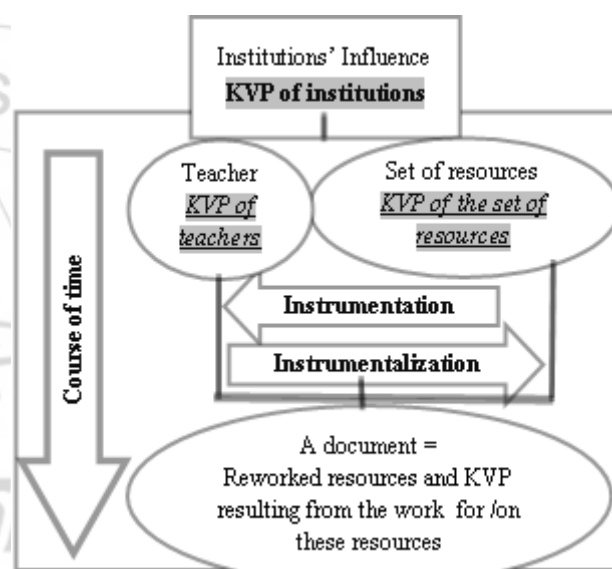 Institutions' Influence
KVP of institutions
Teacher
KVP of
teachers
Set of resources
KVP of the set of
resources
Course of time
Instrumentation
Instrumentalization
A document =
Reworked resources and KVP
resulting from the work for /on
these resources